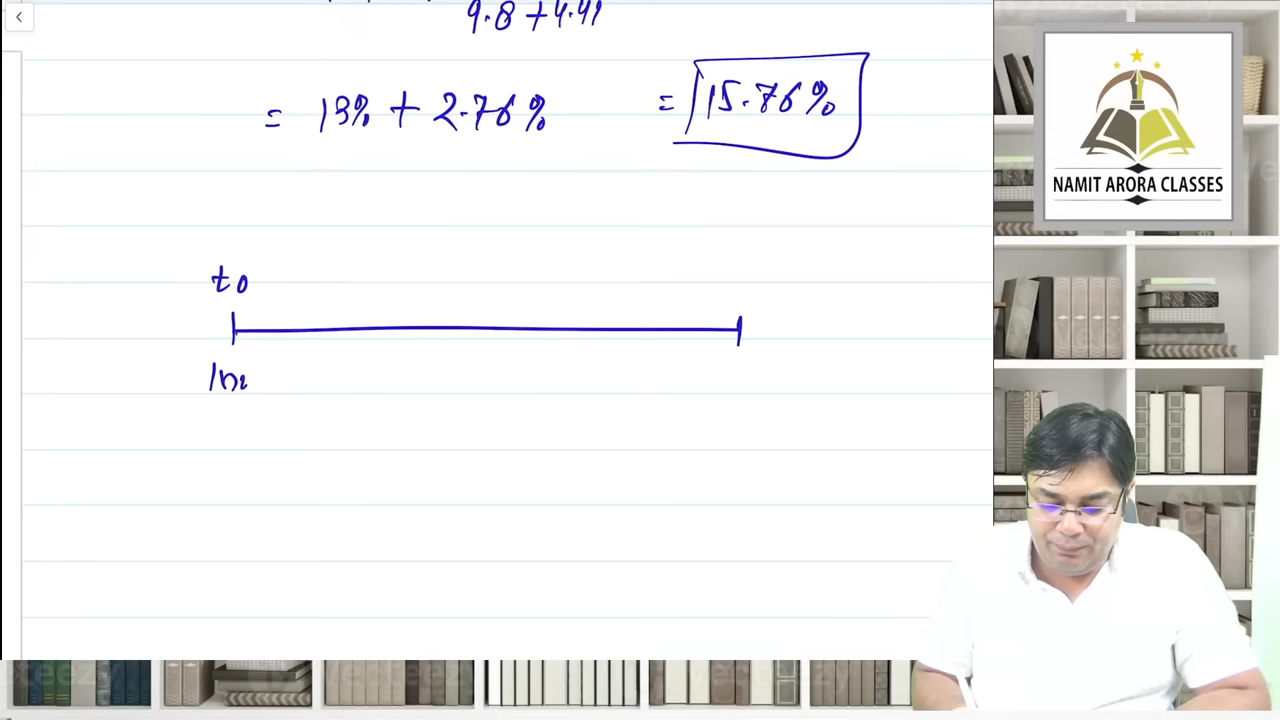 9.8 + 4.41
= 13% + 2.76% = 15.76%
t0
NAMIT ARORA CLASSES